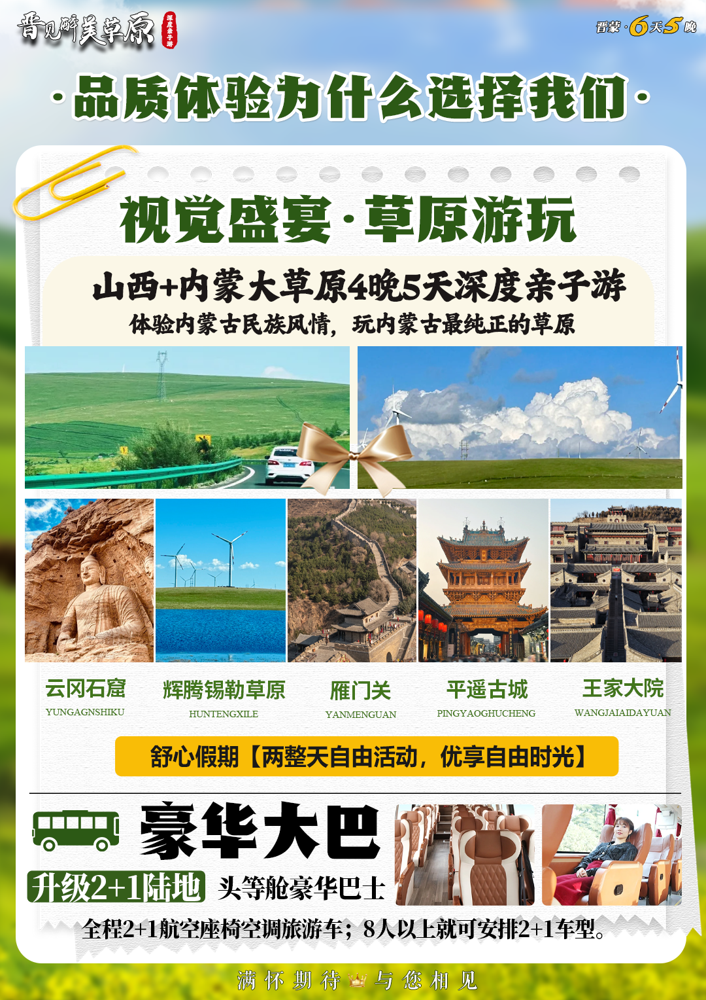 晋见醉美草原
深度亲子游
晋蒙·6天5晚
·品质体验为什么选择我们·
视觉盛宴·草原游玩
山西+内蒙大草原4晚5天深度亲子游
体验内蒙古民族风情，玩内蒙古最纯正的草原
云冈石窟
YUNGAGNSHIKU
辉腾锡勒草原
HUNTENGXILE
雁门关
YANMENGUAN
平遥古城
PINGYAOGHUCHENG
王家大院
WANGJAIAIDAYUAN
舒心假期【两整天自由活动，优享自由时光】
豪华大巴
升级2+1陆地 头等舱豪华巴士
全程2+1航空座椅空调旅游车；8人以上就可安排2+1车型。
满怀期待与您相见